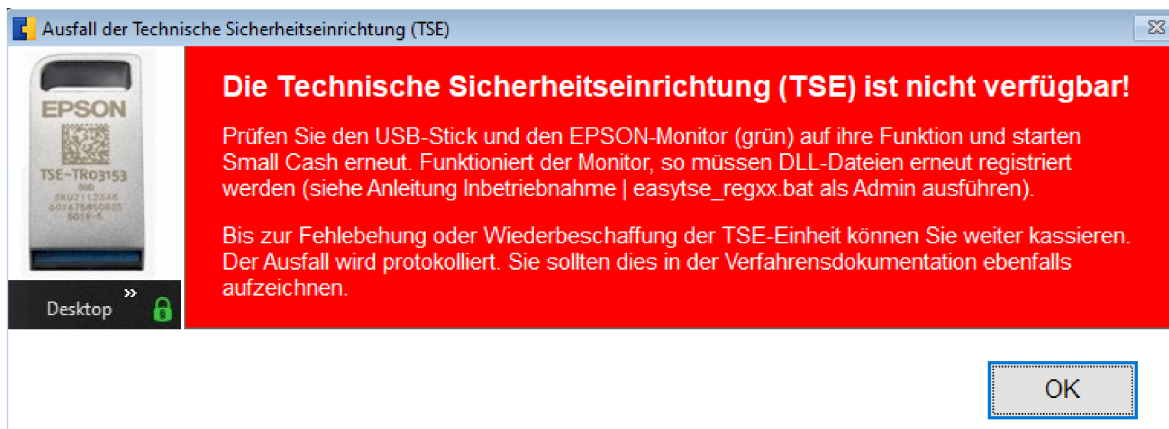 Ausfall der Technische Sicherheitseinrichtung (TSE)
EPSON
TSE-TR03153
Die Technische Sicherheitseinrichtung (TSE) ist nicht verfügbar!
Prüfen Sie den USB-Stick und den EPSON-Monitor (grün) auf ihre Funktion und starten
Small Cash erneut. Funktioniert der Monitor, so müssen DLL-Dateien erneut registriert
werden (siehe Anleitung Inbetriebnahme | easytse_regxx.bat als Admin ausführen).
Bis zur Fehlebehung oder Wiederbeschaffung der TSE-Einheit können Sie weiter kassieren.
Der Ausfall wird protokolliert. Sie sollten dies in der Verfahrensdokumentation ebenfalls
aufzeichnen.
Desktop
OK